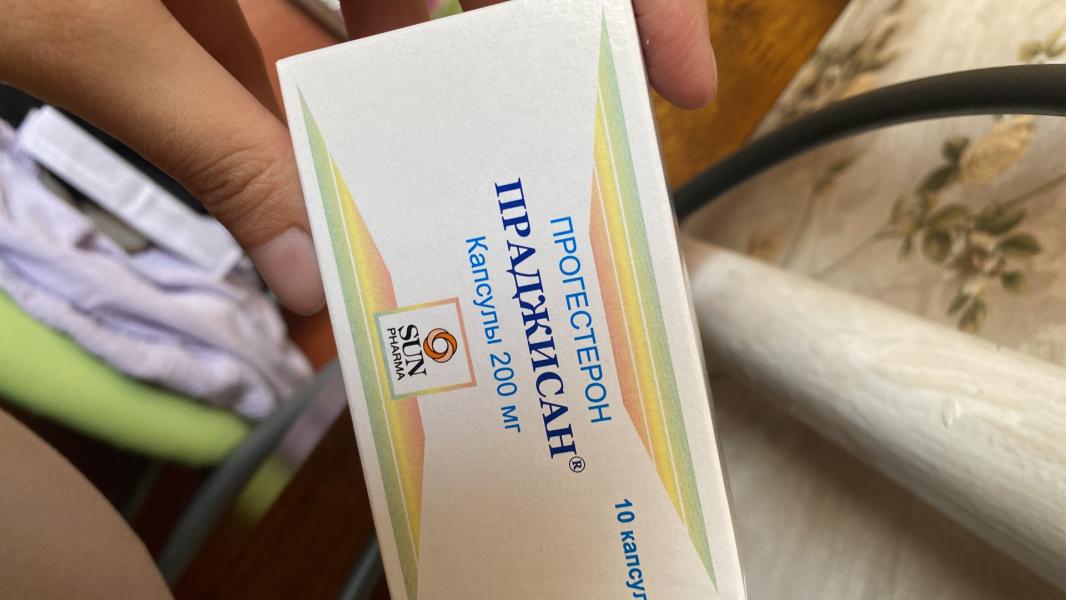 ПРОГЕСТЕРОН
ПРАДЖИСАН®
Капсулы 200 мг
SUN
PHARMA
10 капсул